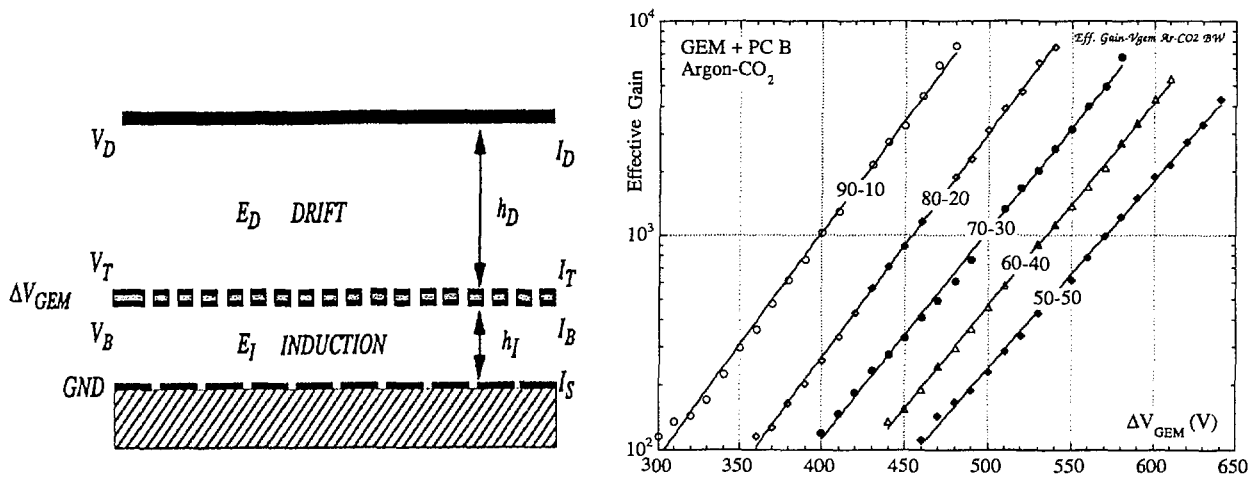 V_D
I_D
E_D DRIFT
h_D
V_T
I_T
ΔV_GEM
V_B
I_B
E_I INDUCTION
h_I
GND
I_S
10^4
GEM + PC B
Argon-CO_2
Eff. Gain-Vgem Ar-CO2 BW
Effective Gain
90-10
80-20
10^3
70-30
60-40
50-50
10^2
ΔV_GEM (V)
300 350 400 450 500 550 600 650